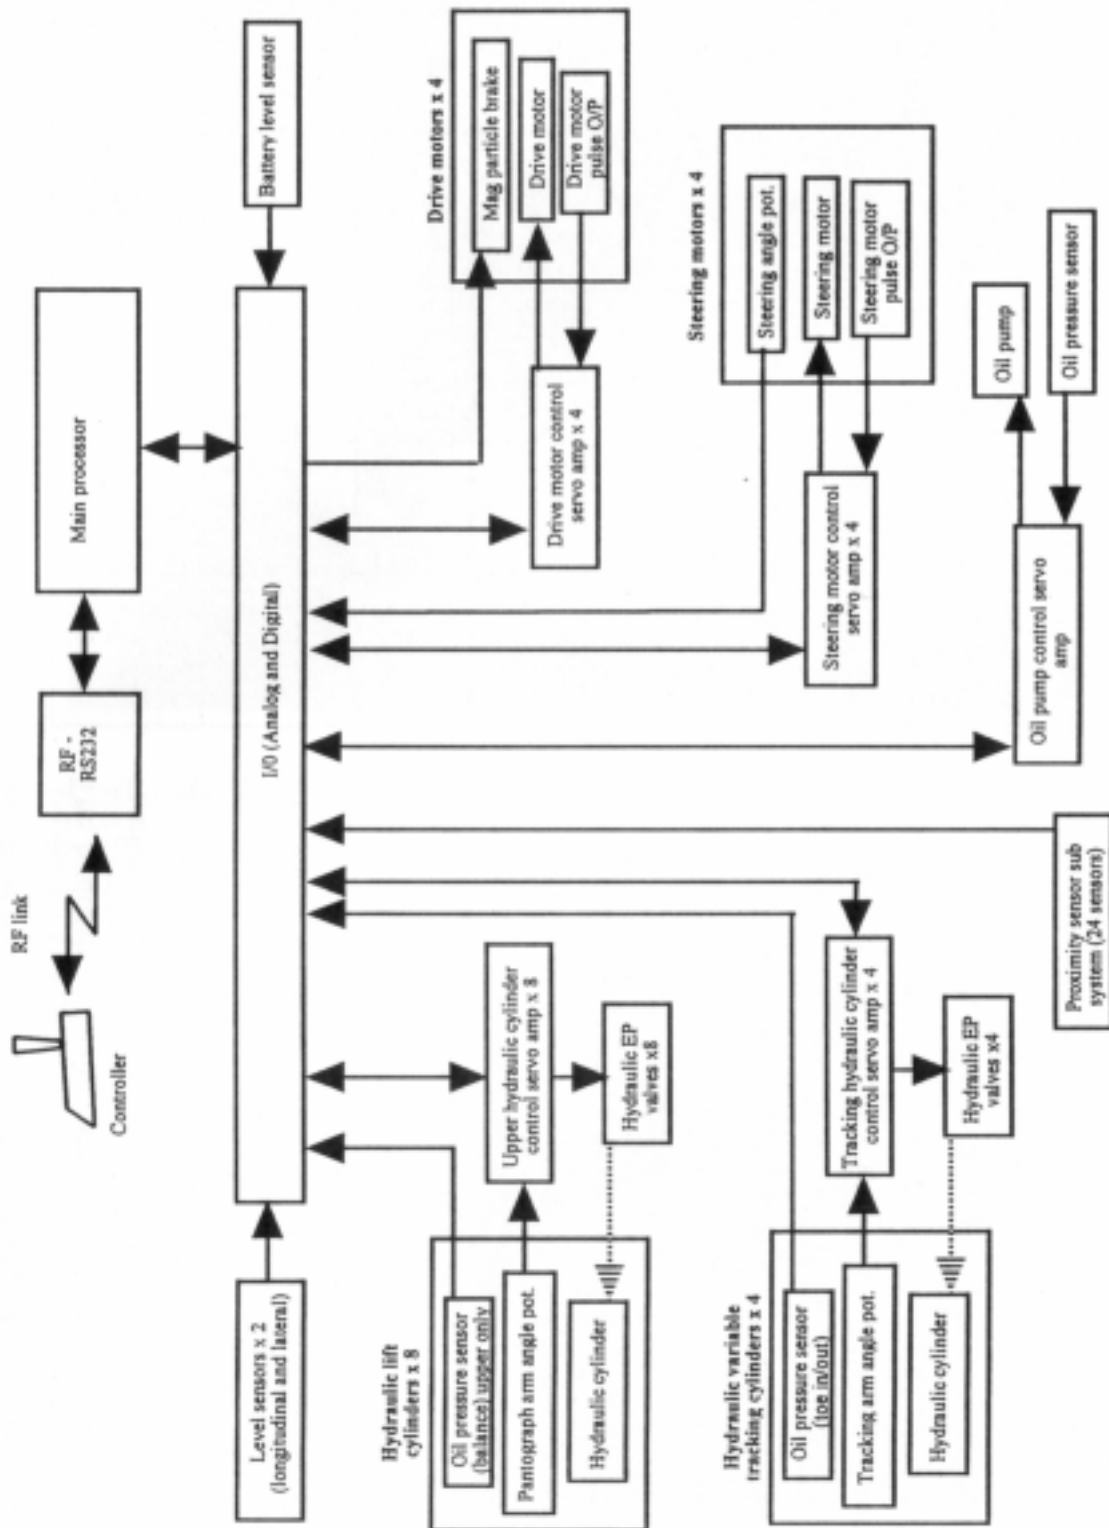 RF link
Controller
RF -
RS232
Main processor
Battery level sensor
Level sensors x 2
(longitudinal and lateral)
I/0 (Analog and Digital)
Hydraulic lift
cylinders x 8
Oil pressure sensor
(balance) upper only
Pantograph arm angle pot.
Hydraulic cylinder
Upper hydraulic cylinder
control servo amp x 8
Hydraulic EP
valves x8
Drive motors x 4
Mag particle brake
Drive motor
Drive motor
pulse O/P
Drive motor control
servo amp x 4
Steering motors x 4
Steering angle pot.
Steering motor
Steering motor
pulse O/P
Steering motor control
servo amp x 4
Hydraulic variable
tracking cylinders x 4
Oil pressure sensor
(toe in/out)
Tracking arm angle pot.
Hydraulic cylinder
Tracking hydraulic cylinder
control servo amp x 4
Hydraulic EP
valves x4
Proximity sensor sub
system (24 sensors)
Oil pump control servo
amp
Oil pump
Oil pressure sensor